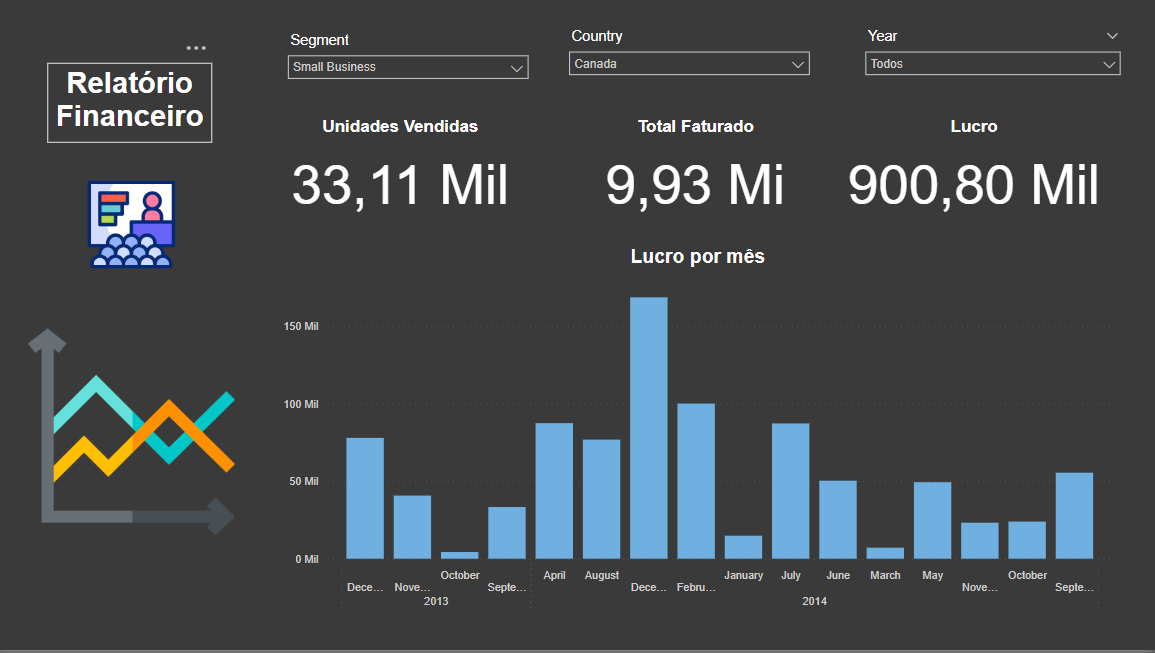 Relatório
Financeiro
Segment
Small Business
Country
Canada
Year
Todos
Unidades Vendidas
33,11 Mil
Total Faturado
9,93 Mi
Lucro
900,80 Mil
Lucro por mês
150 Mil
100 Mil
50 Mil
0 Mil
Dece...
Nove...
October
Septe...
April
August
Dece...
Febru...
January
July
June
March
May
Nove...
October
Septe...
2013
2014